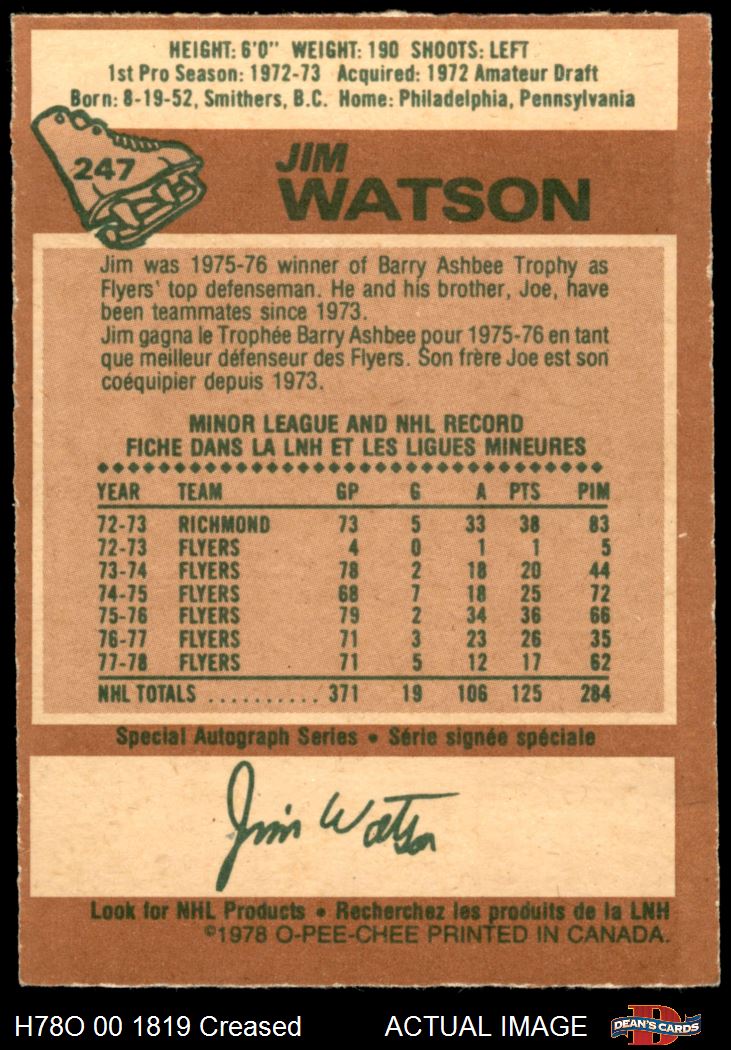 HEIGHT: 6'0" WEIGHT: 190 SHOOTS: LEFT
1st Pro Season: 1972-73 Acquired: 1972 Amateur Draft
Born: 8-19-52, Smithers, B.C. Home: Philadelphia, Pennsylvania
247
JIM
WATSON
Jim was 1975-76 winner of Barry Ashbee Trophy as
Flyers' top defenseman. He and his brother, Joe, have
been teammates since 1973.
Jim gagna le Trophée Barry Ashbee pour 1975-76 en tant
que meilleur défenseur des Flyers. Son frère Joe est son
coéquipier depuis 1973.
MINOR LEAGUE AND NHL RECORD
FICHE DANS LA LNH ET LES LIGUES MINEURES
YEAR TEAM GP G A PTS PIM
72-73 RICHMOND 73 5 33 38 83
72-73 FLYERS 4 0 1 1 5
73-74 FLYERS 78 2 18 20 44
74-75 FLYERS 68 7 18 25 72
75-76 FLYERS 79 2 34 36 66
76-77 FLYERS 71 3 23 26 35
77-78 FLYERS 71 5 12 17 62
NHL TOTALS .......... 371 19 106 125 284
Special Autograph Series • Série signée spéciale
Jim Watson
Look for NHL Products • Recherchez les produits de la LNH
©1978 O-PEE-CHEE PRINTED IN CANADA.
H78O 00 1819 Creased ACTUAL IMAGE DEAN'S CARDS